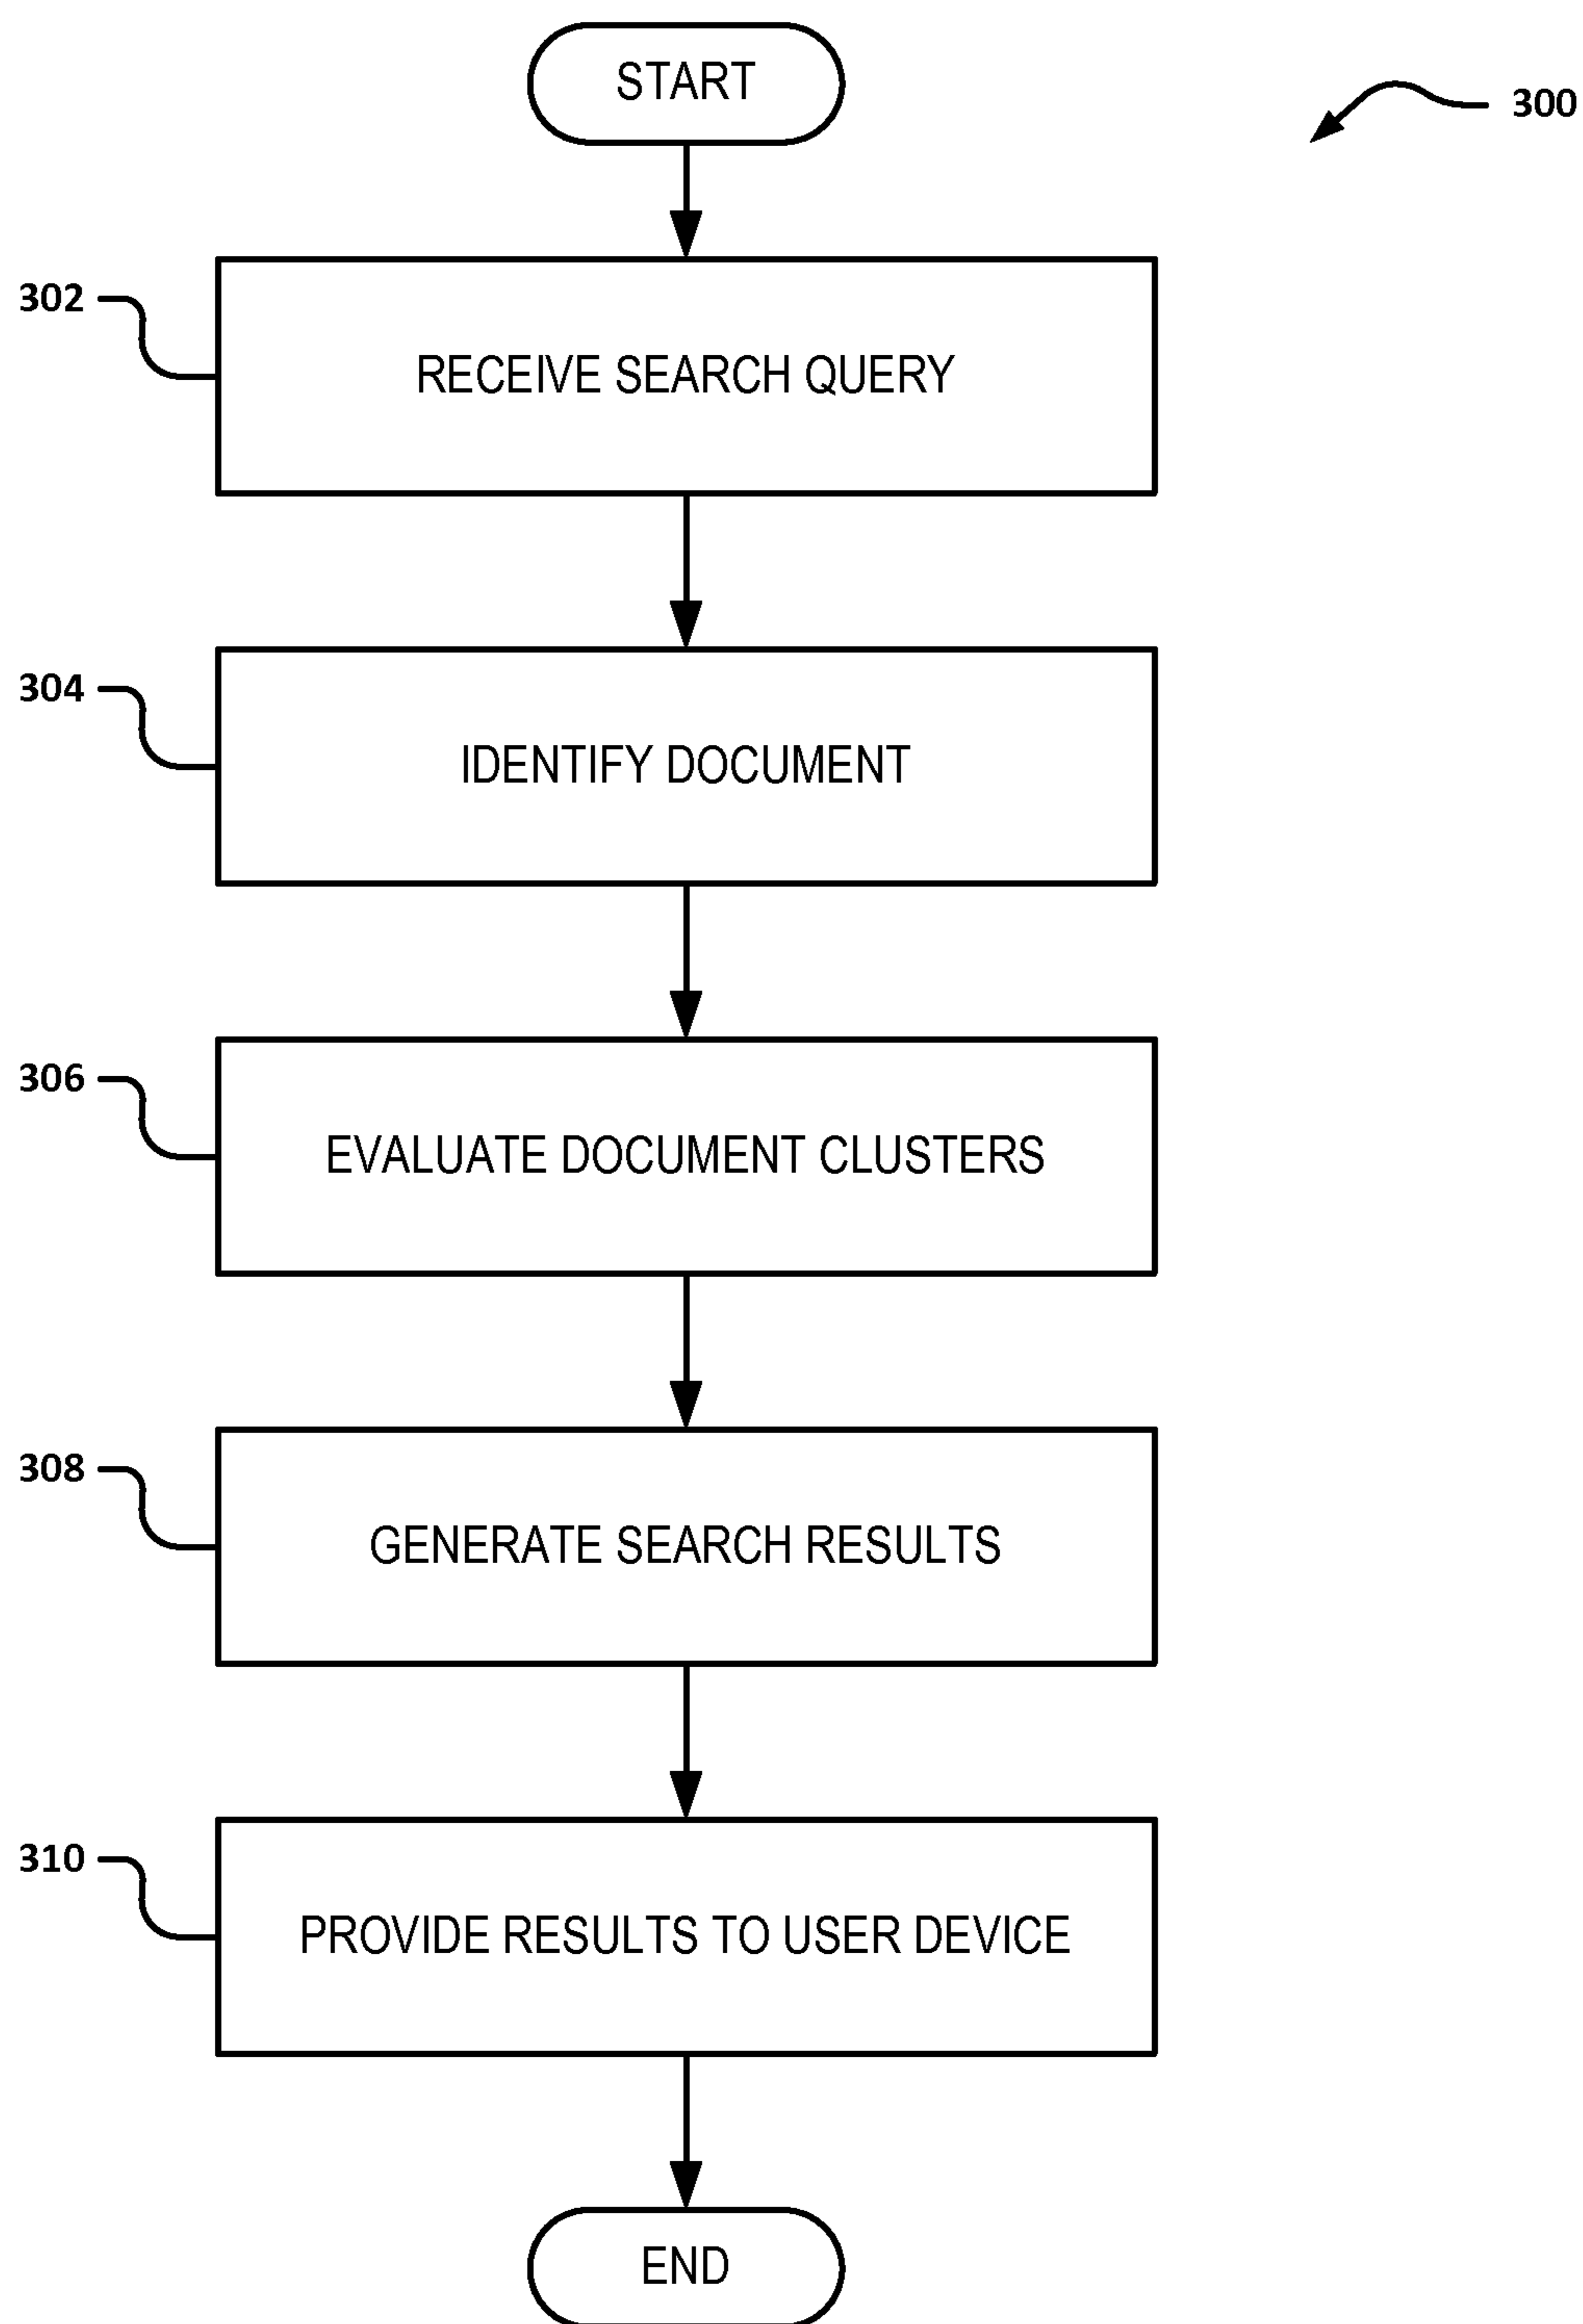 START
300
302
RECEIVE SEARCH QUERY
304
IDENTIFY DOCUMENT
306
EVALUATE DOCUMENT CLUSTERS
308
GENERATE SEARCH RESULTS
310
PROVIDE RESULTS TO USER DEVICE
END